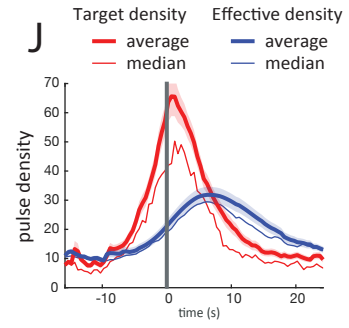 J
Target density Effective density
average average
median median
70
60
50
40
30
20
10
0
pulse density
-10 0 10 20
time (s)